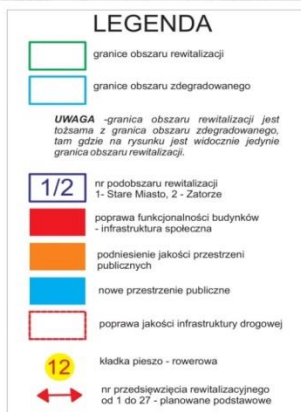 LEGENDA
granice obszaru rewitalizacji
granice obszaru zdegradowanego
UWAGA -granica obszaru rewitalizacji jest
tożsama z granica obszaru zdegradowanego,
tam gdzie na rysunku jest widocznie jedynie
granica obszaru rewitalizacji.
1/2
nr podobszaru rewitalizacji
1- Stare Miasto, 2 - Zatorze
poprawa funkcjonalności budynków
- infrastruktura społeczna
podniesienie jakości przestrzeni
publicznych
nowe przestrzenie publiczne
poprawa jakości infrastruktury drogowej
12
kładka pieszo - rowerowa
nr przedsięwzięcia rewitalizacyjnego
od 1 do 27 - planowane podstawowe